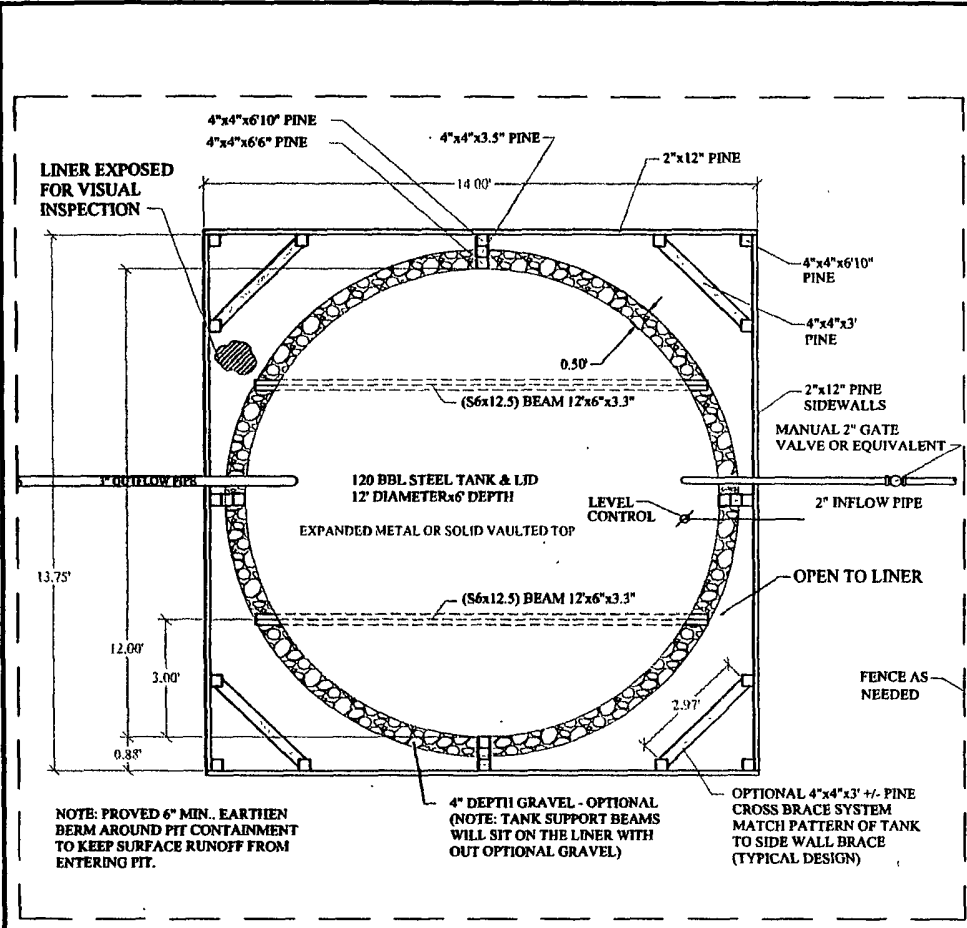 4"x4"x6'10" PINE
4"x4"x6'6" PINE
4"x4"x3.5" PINE
2"x12" PINE
LINER EXPOSED
FOR VISUAL
INSPECTION
14.00'
4"x4"x6'10"
PINE
4"x4"x3'
PINE
0.50'
(S6x12.5) BEAM 12'x6"x3.3"
2"x12" PINE
SIDEWALLS
MANUAL 2" GATE
VALVE OR EQUIVALENT
3" OUTFLOW PIPE
120 BBL STEEL TANK & LID
12' DIAMETERx6' DEPTH
LEVEL
CONTROL
2" INFLOW PIPE
EXPANDED METAL OR SOLID VAULTED TOP
13.75'
OPEN TO LINER
(S6x12.5) BEAM 12'x6"x3.3"
12.00'
3.00'
2.97'
FENCE AS
NEEDED
0.88'
NOTE: PROVED 6" MIN.. EARTHEN
BERM AROUND PIT CONTAINMENT
TO KEEP SURFACE RUNOFF FROM
ENTERING PIT.
4" DEPTH GRAVEL - OPTIONAL
(NOTE: TANK SUPPORT BEAMS
WILL SIT ON THE LINER WITH
OUT OPTIONAL GRAVEL)
OPTIONAL 4"x4"x3' +/- PINE
CROSS BRACE SYSTEM
MATCH PATTERN OF TANK
TO SIDE WALL BRACE
(TYPICAL DESIGN)